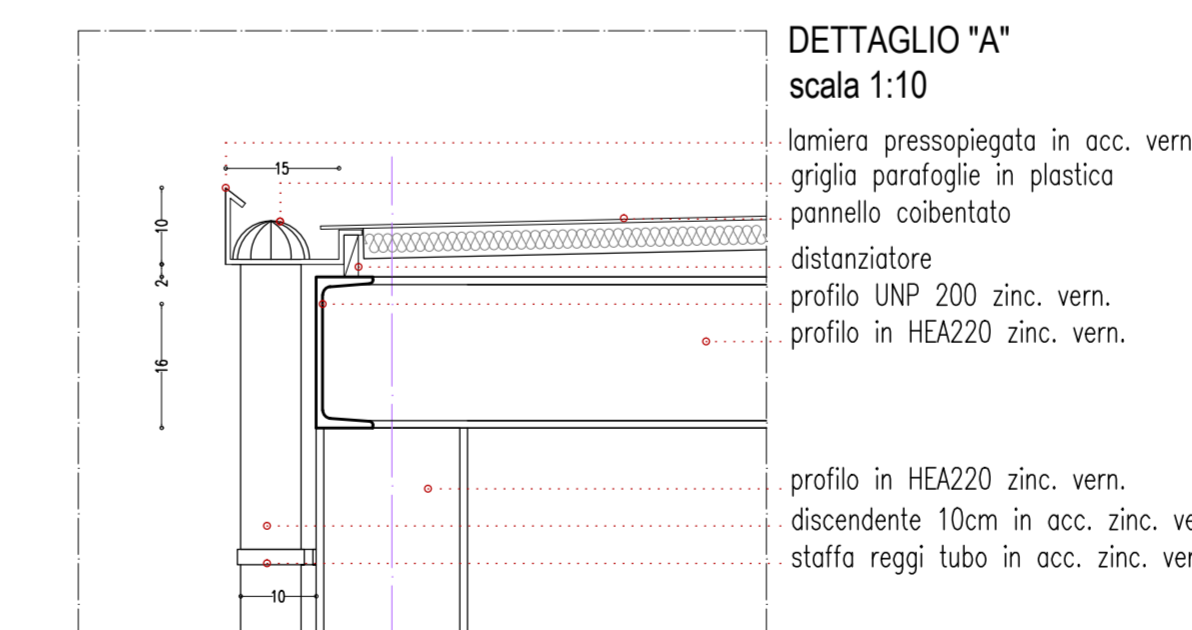 DETTAGLIO "A"
scala 1:10
lamiera pressopiegata in acc. vern
griglia parafoglie in plastica
pannello coibentato
distanziatore
profilo UNP 200 zinc. vern.
profilo in HEA220 zinc. vern.
profilo in HEA220 zinc. vern.
discendente 10cm in acc. zinc. ve
staffa reggi tubo in acc. zinc. ver
15
10
2
16
10